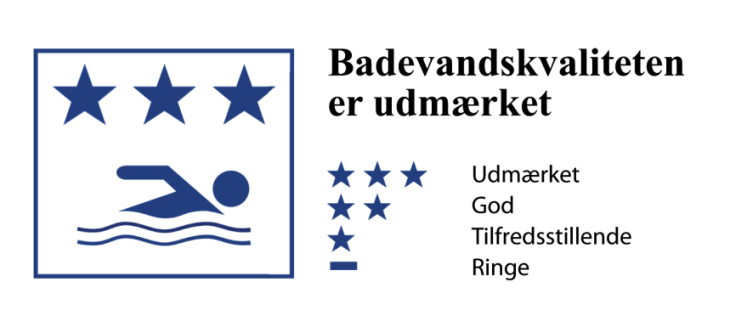 Badevandskvaliteten
er udmærket
Udmærket
God
Tilfredsstillende
Ringe